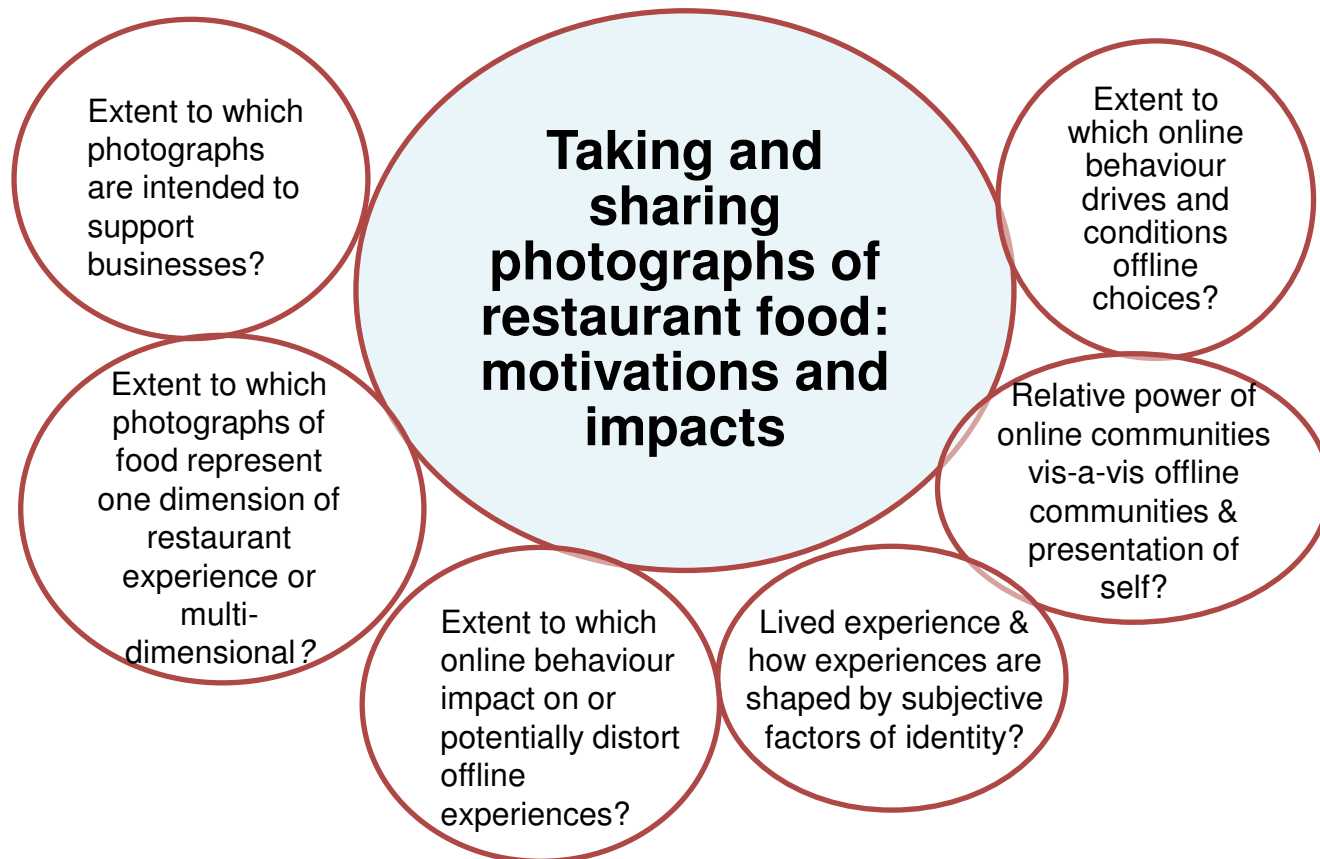 Taking and
sharing
photographs of
restaurant food:
motivations and
impacts
Extent to which
photographs
are intended to
support
businesses?
Extent to which
photographs of
food represent
one dimension of
restaurant
experience or
multi-
dimensional?
Extent to which
online behaviour
impact on or
potentially distort
offline
experiences?
Lived experience &
how experiences are
shaped by subjective
factors of identity?
Relative power of
online communities
vis-a-vis offline
communities &
presentation of
self?
Extent to
which online
behaviour
drives and
conditions
offline
choices?